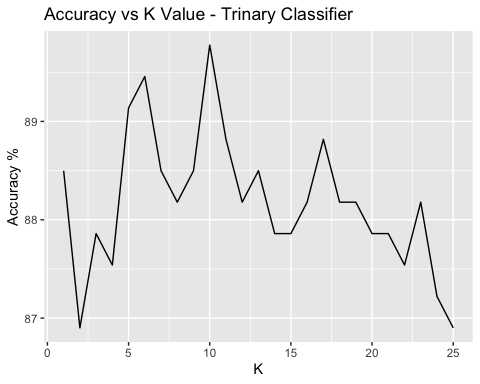 Accuracy vs K Value - Trinary Classifier
89
88
87
Accuracy %
0 5 10 15 20 25
K